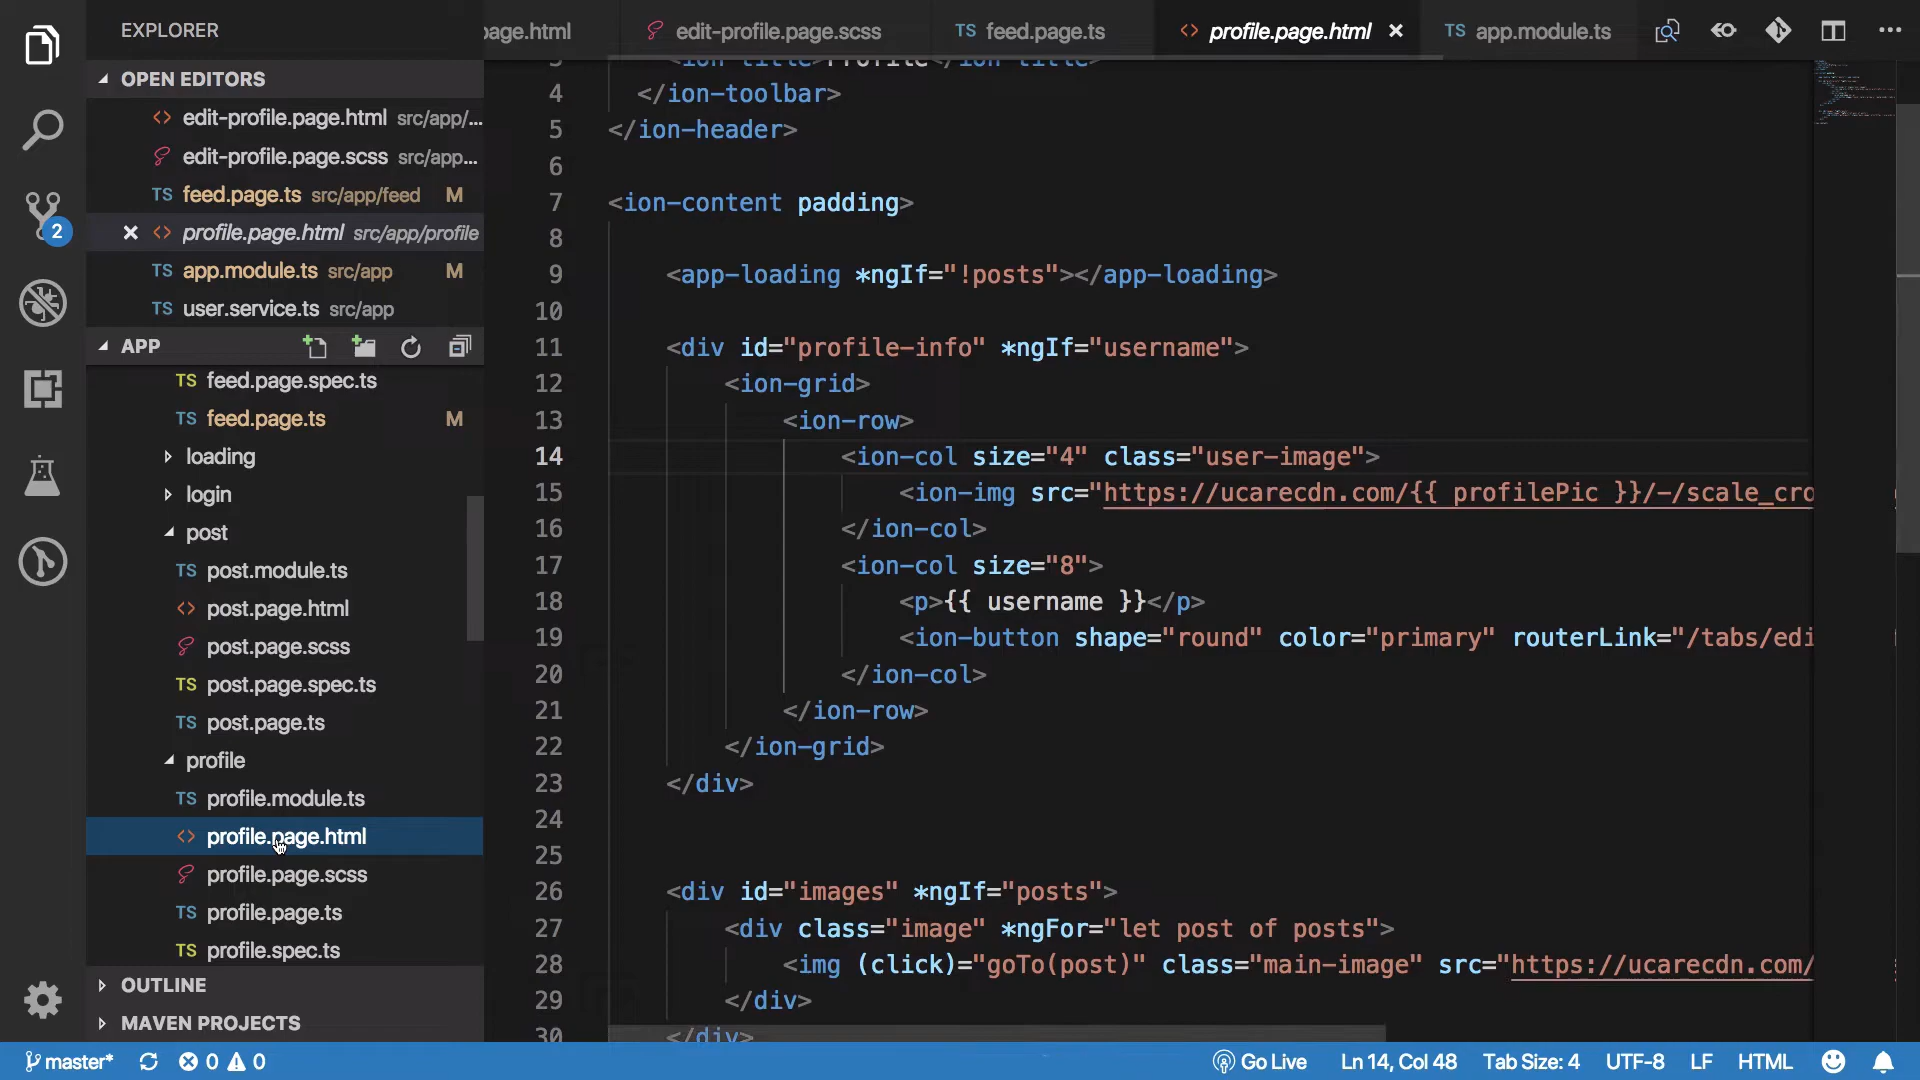 EXPLORER
OPEN EDITORS
edit-profile.page.html src/app/...
edit-profile.page.scss src/app...
TS feed.page.ts src/app/feed M
profile.page.html src/app/profile
TS app.module.ts src/app M
TS user.service.ts src/app
2
APP
TS feed.page.spec.ts
TS feed.page.ts M
loading
login
post
TS post.module.ts
post.page.html
post.page.scss
TS post.page.spec.ts
TS post.page.ts
profile
TS profile.module.ts
profile.page.html
profile.page.scss
TS profile.page.ts
TS profile.spec.ts
OUTLINE
MAVEN PROJECTS
page.html
edit-profile.page.scss
TS feed.page.ts
<> profile.page.html
TS app.module.ts
3 <ion-title>Profile</ion-title>
4 </ion-toolbar>
5 </ion-header>
6
7 <ion-content padding>
8
9 <app-loading *ngIf="!posts"></app-loading>
10
11 <div id="profile-info" *ngIf="username">
12 <ion-grid>
13 <ion-row>
14 <ion-col size="4" class="user-image">
15 <ion-img src="https://ucarecdn.com/{{ profilePic }}/-/scale_cro
16 </ion-col>
17 <ion-col size="8">
18 <p>{{ username }}</p>
19 <ion-button shape="round" color="primary" routerLink="/tabs/edi
20 </ion-col>
21 </ion-row>
22 </ion-grid>
23 </div>
24
25
26 <div id="images" *ngIf="posts">
27 <div class="image" *ngFor="let post of posts">
28 <img (click)="goTo(post)" class="main-image" src="https://ucarecdn.com/
29 </div>
30 </div>
master* 0 0 Go Live Ln 14, Col 48 Tab Size: 4 UTF-8 LF HTML